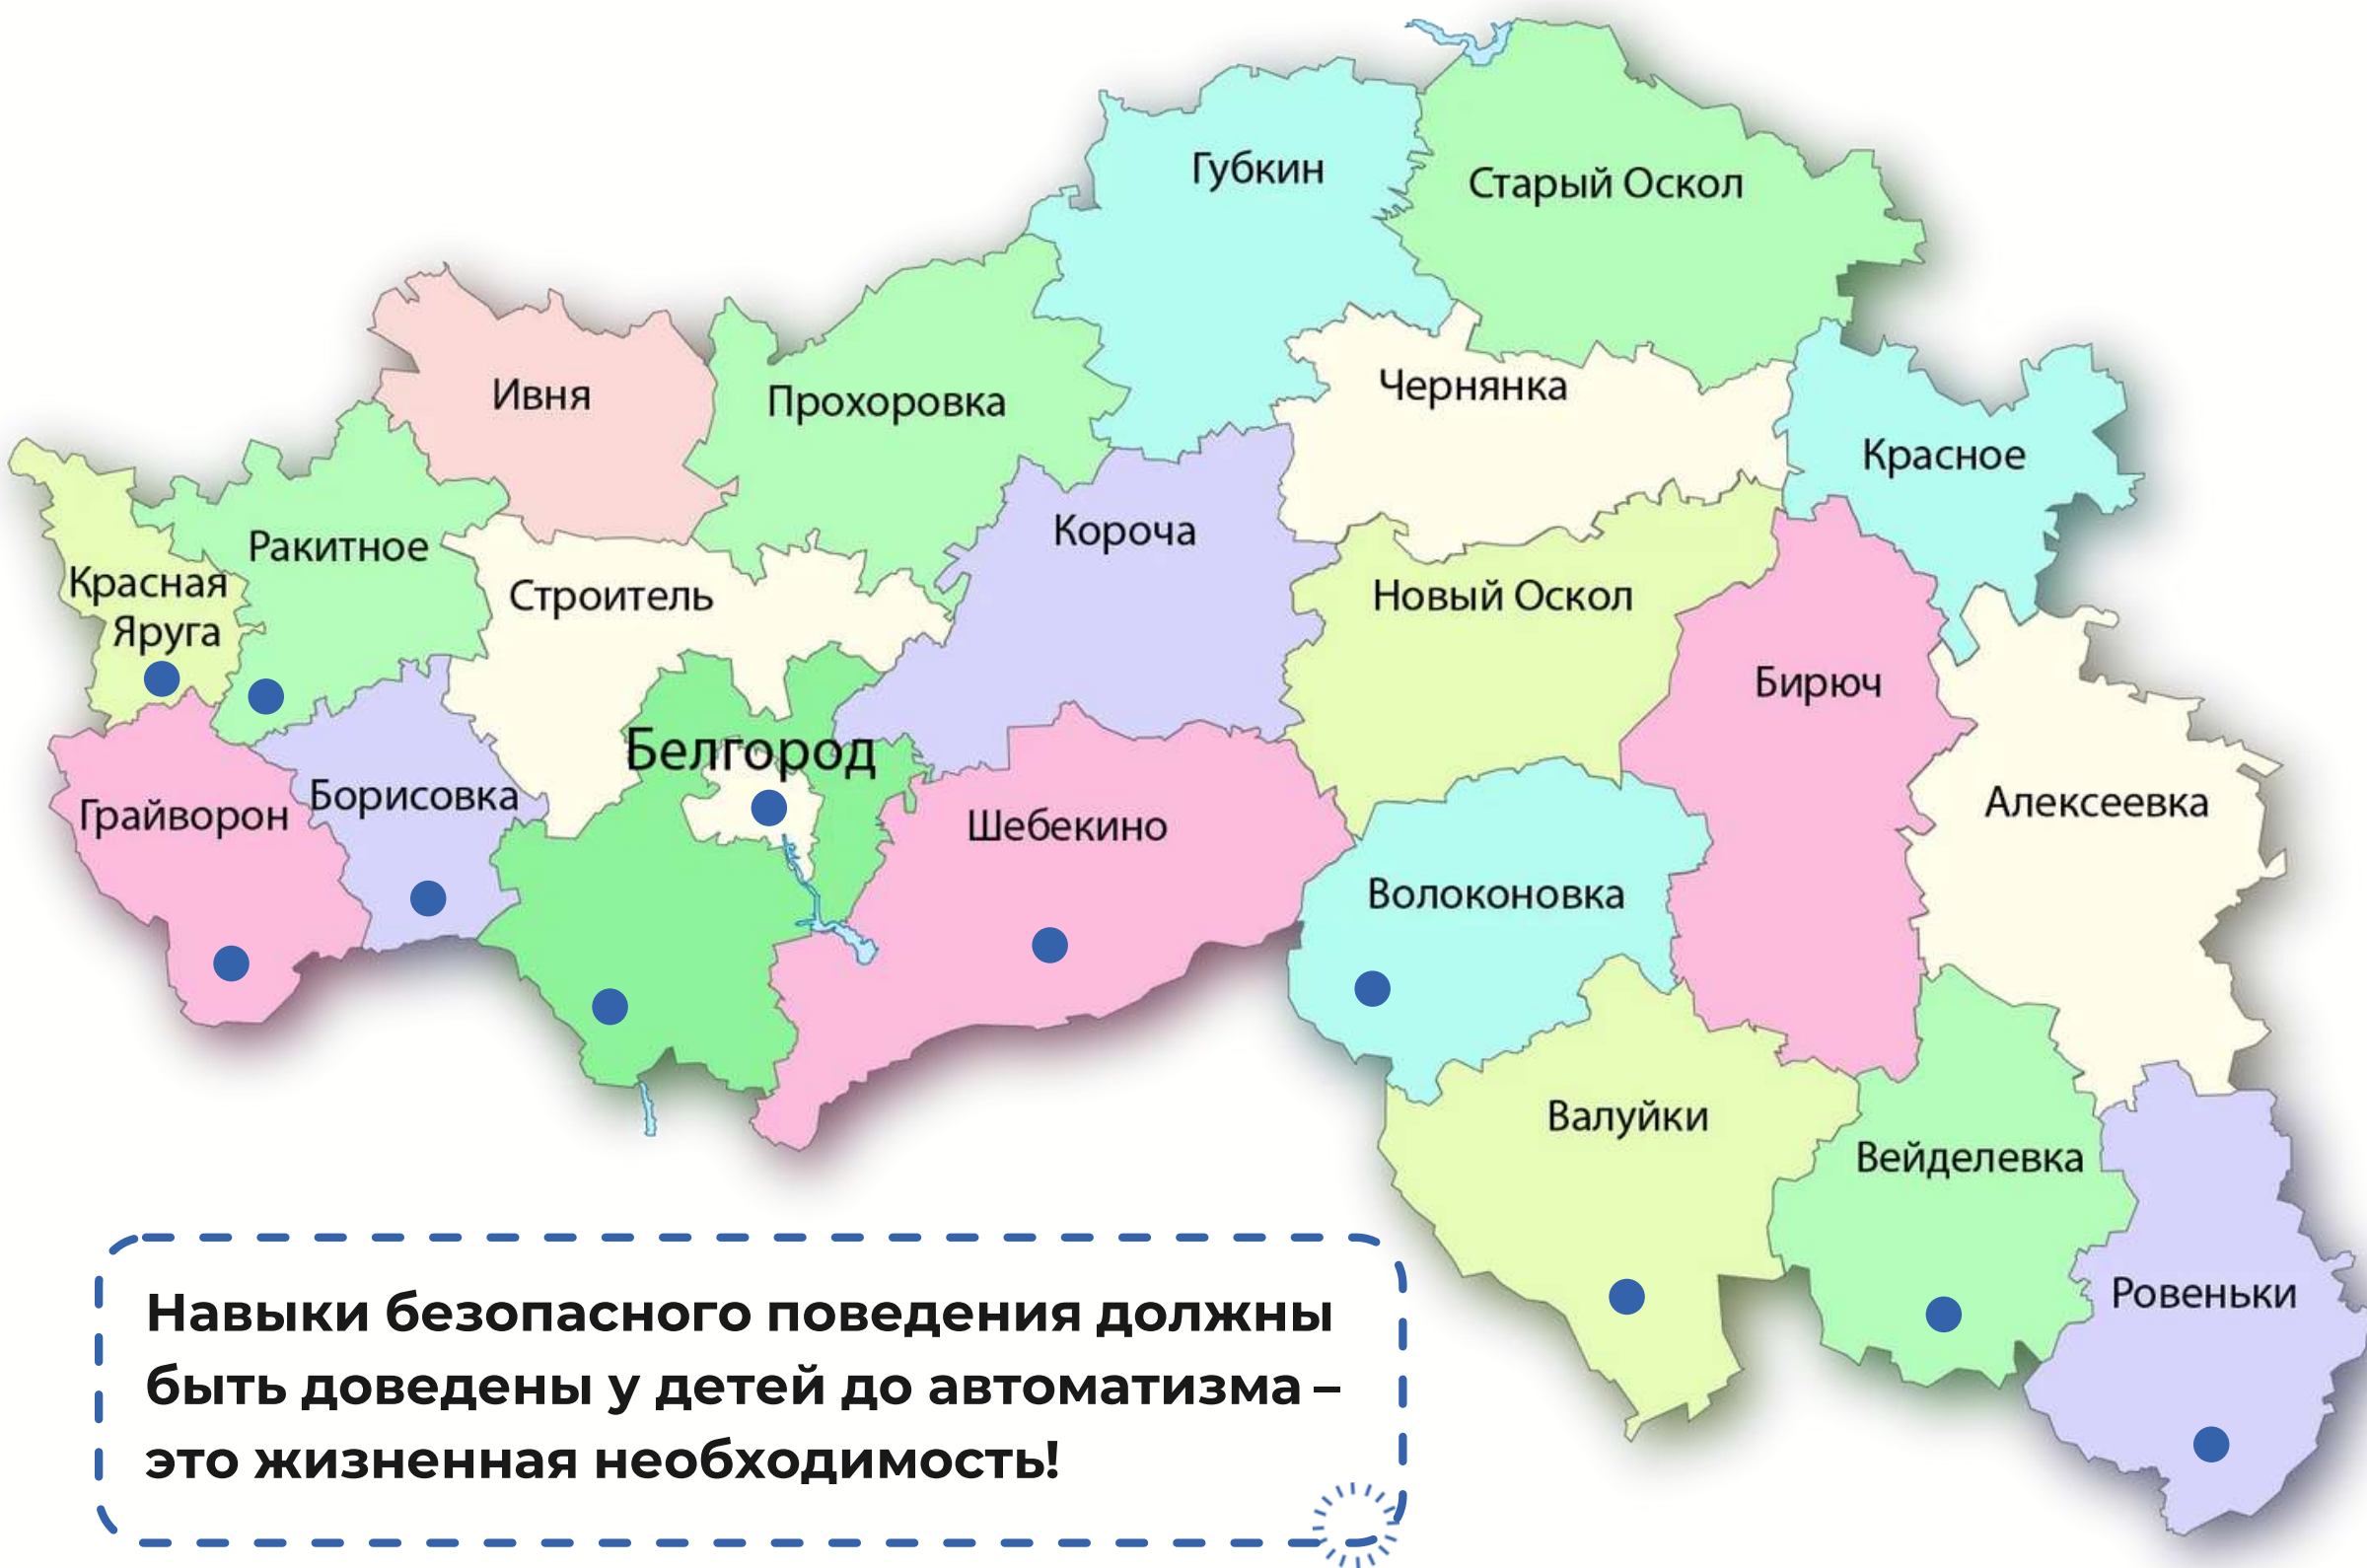 Губкин
Старый Оскол
Ивня
Прохоровка
Чернянка
Красное
Ракитное
Короча
Красная
Яруга
Строитель
Новый Оскол
Бирюч
Белгород
Грайворон
Борисовка
Шебекино
Алексеевка
Волоконовка
Валуйки
Вейделевка
Ровеньки
Навыки безопасного поведения должны
быть доведены у детей до автоматизма –
это жизненная необходимость!